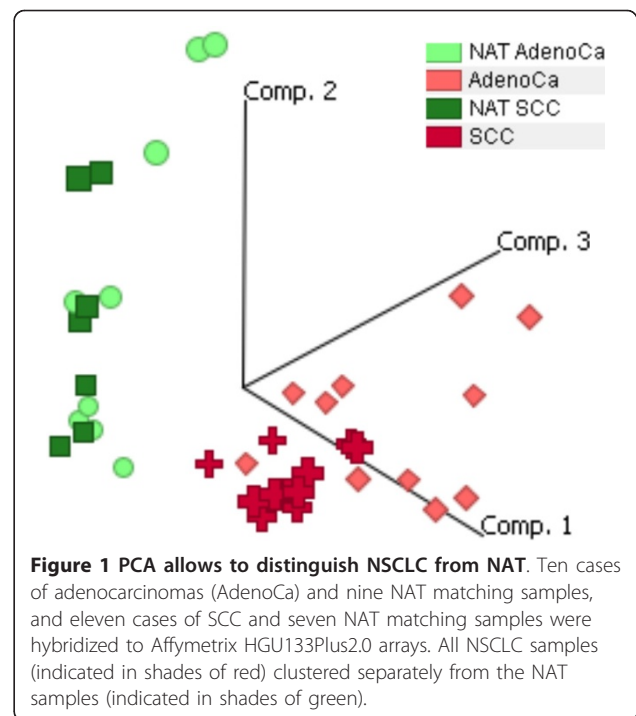 NAT AdenoCa
AdenoCa
NAT SCC
SCC
Comp. 2
Comp. 3
Comp. 1
Figure 1 PCA allows to distinguish NSCLC from NAT. Ten cases
of adenocarcinomas (AdenoCa) and nine NAT matching samples,
and eleven cases of SCC and seven NAT matching samples were
hybridized to Affymetrix HGU133Plus2.0 arrays. All NSCLC samples
(indicated in shades of red) clustered separately from the NAT
samples (indicated in shades of green).